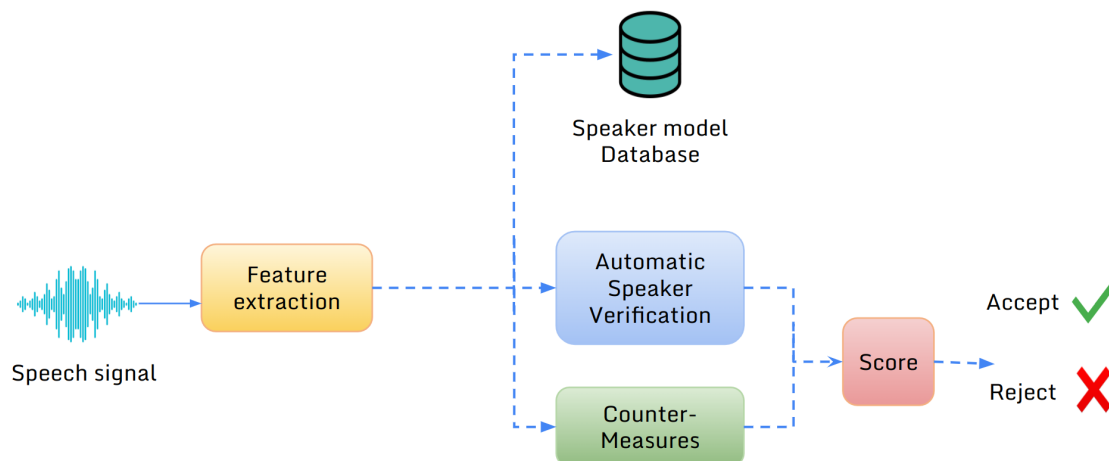 Speaker model
Database
Feature
extraction
Automatic
Speaker
Verification
Accept
Speech signal
Score
Reject
Counter-
Measures